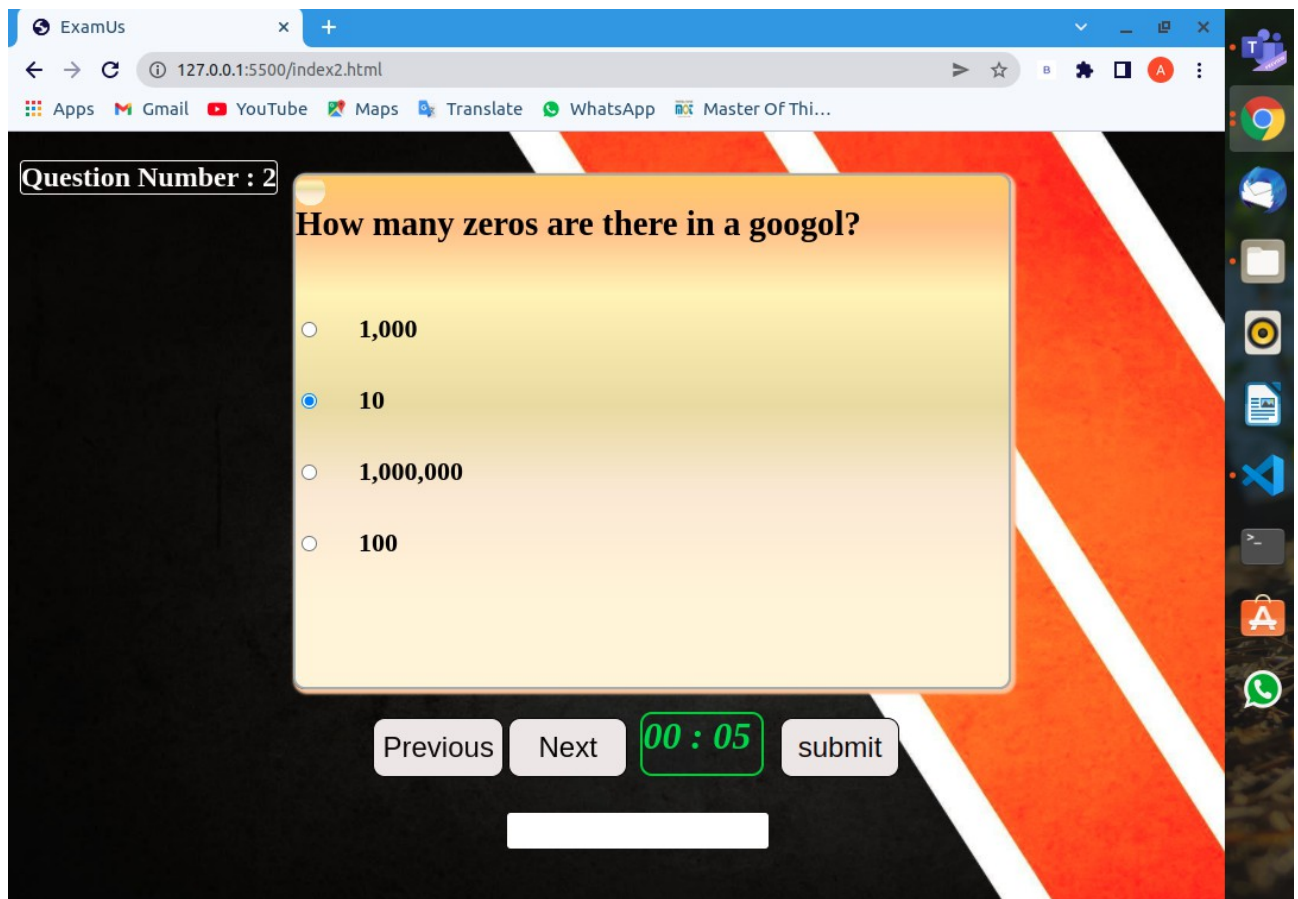 ExamUs
127.0.0.1:5500/index2.html
B
A
Apps Gmail YouTube Maps Translate WhatsApp Master Of Thi...
Question Number : 2
How many zeros are there in a googol?
1,000
10
1,000,000
100
Previous Next 00 : 05 submit